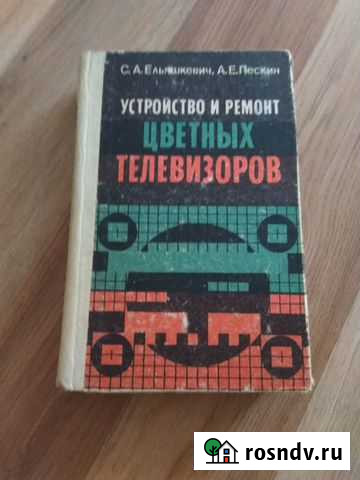 С. А. Ельяшкевич, А. Е. Пескин
УСТРОЙСТВО И РЕМОНТ
ЦВЕТНЫХ
ТЕЛЕВИЗОРОВ
rosndv.ru